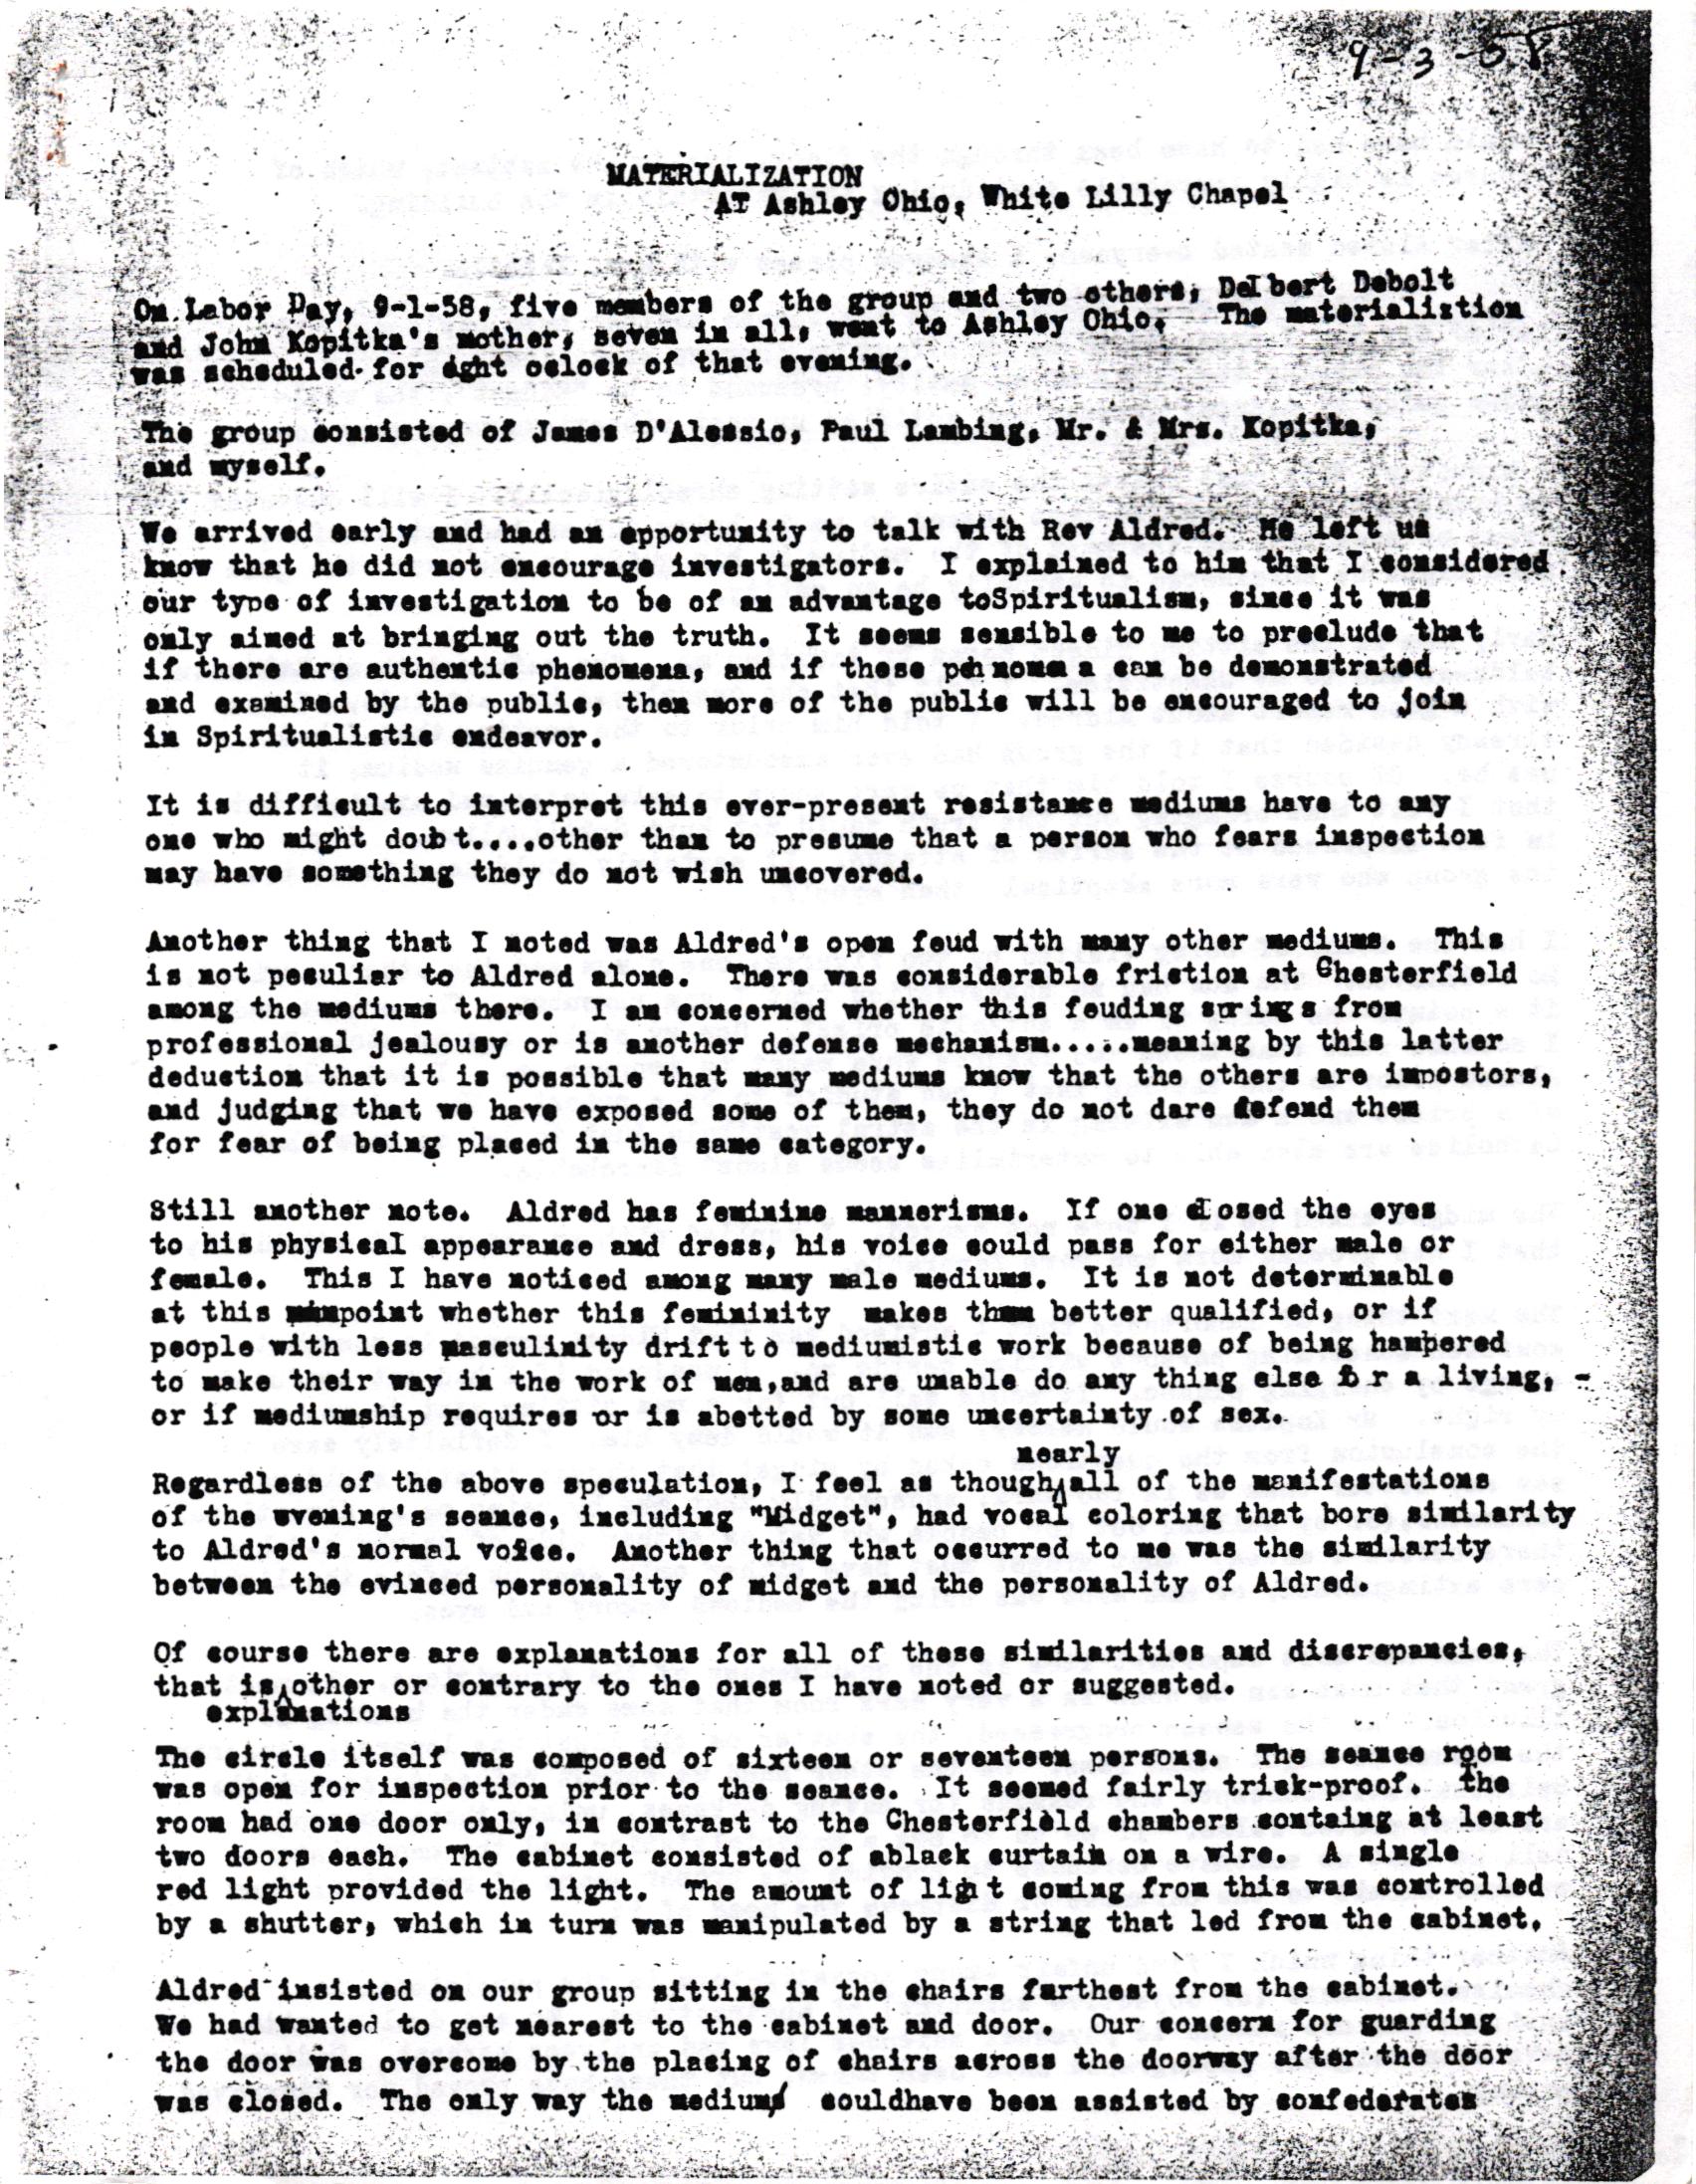 9-3-58
MATERIALIZATION
AT Ashley Ohio, White Lilly Chapel
On Labor Day, 9-1-58, five members of the group and two others, Delbert Debolt
and John Kopitka's mother, seven in all, went to Ashley Ohio. The materializtion
was scheduled for eght oclock of that evening.
The group consisted of James D'Alessio, Paul Lambing, Mr. & Mrs. Kopitka,
and myself.
We arrived early and had an opportunity to talk with Rev Aldred. He left us
know that he did not encourage investigators. I explained to him that I considered
our type of investigation to be of an advantage toSpiritualism, since it was
only aimed at bringing out the truth. It seems sensible to me to preclude that
if there are authentic phenomena, and if these pehnomena can be demonstrated
and examined by the public, then more of the public will be encouraged to join
in Spiritualistic endeavor.
It is difficult to interpret this ever-present resistance mediums have to any
one who might doubt....other than to presume that a person who fears inspection
may have something they do not wish uncovered.
Another thing that I noted was Aldred's open feud with many other mediums. This
is not peculiar to Aldred alone. There was considerable friction at Chesterfield
among the mediums there. I am concerned whether this feuding springs from
professional jealousy or is another defense mechanism.....meaning by this latter
deduction that it is possible that many mediums know that the others are impostors,
and judging that we have exposed some of them, they do not dare defend them
for fear of being placed in the same category.
Still another note. Aldred has feminine mannerisms. If one closed the eyes
to his physical appearance and dress, his voice could pass for either male or
female. This I have noticed among many male mediums. It is not determinable
at this point whether this femininity makes them better qualified, or if
people with less masculinity drift to mediumistic work because of being hampered
to make their way in the work of men,and are unable do any thing else for a living, -
or if mediumship requires or is abetted by some uncertainty of sex.
nearly
Regardless of the above speculation, I feel as though all of the manifestations
of the evening's seance, including "Midget", had vocal coloring that bore similarity
to Aldred's normal voice. Another thing that occurred to me was the similarity
between the evinced personality of midget and the personality of Aldred.
Of course there are explanations for all of these similarities and discrepancies,
that is other or contrary to the ones I have noted or suggested.
explanations
The circle itself was composed of sixteen or seventeen persons. The seance room
was open for inspection prior to the seance. It seemed fairly trick-proof. The
room had one door only, in contrast to the Chesterfield chambers containg at least
two doors each. The cabinet consisted of ablack curtain on a wire. A single
red light provided the light. The amount of light coming from this was controlled
by a shutter, which in turn was manipulated by a string that led from the cabinet.
Aldred insisted on our group sitting in the chairs farthest from the cabinet.
We had wanted to get nearest to the cabinet and door. Our concern for guarding
the door was overcome by the placing of chairs across the doorway after the door
was closed. The only way the medium couldhave been assisted by confederates